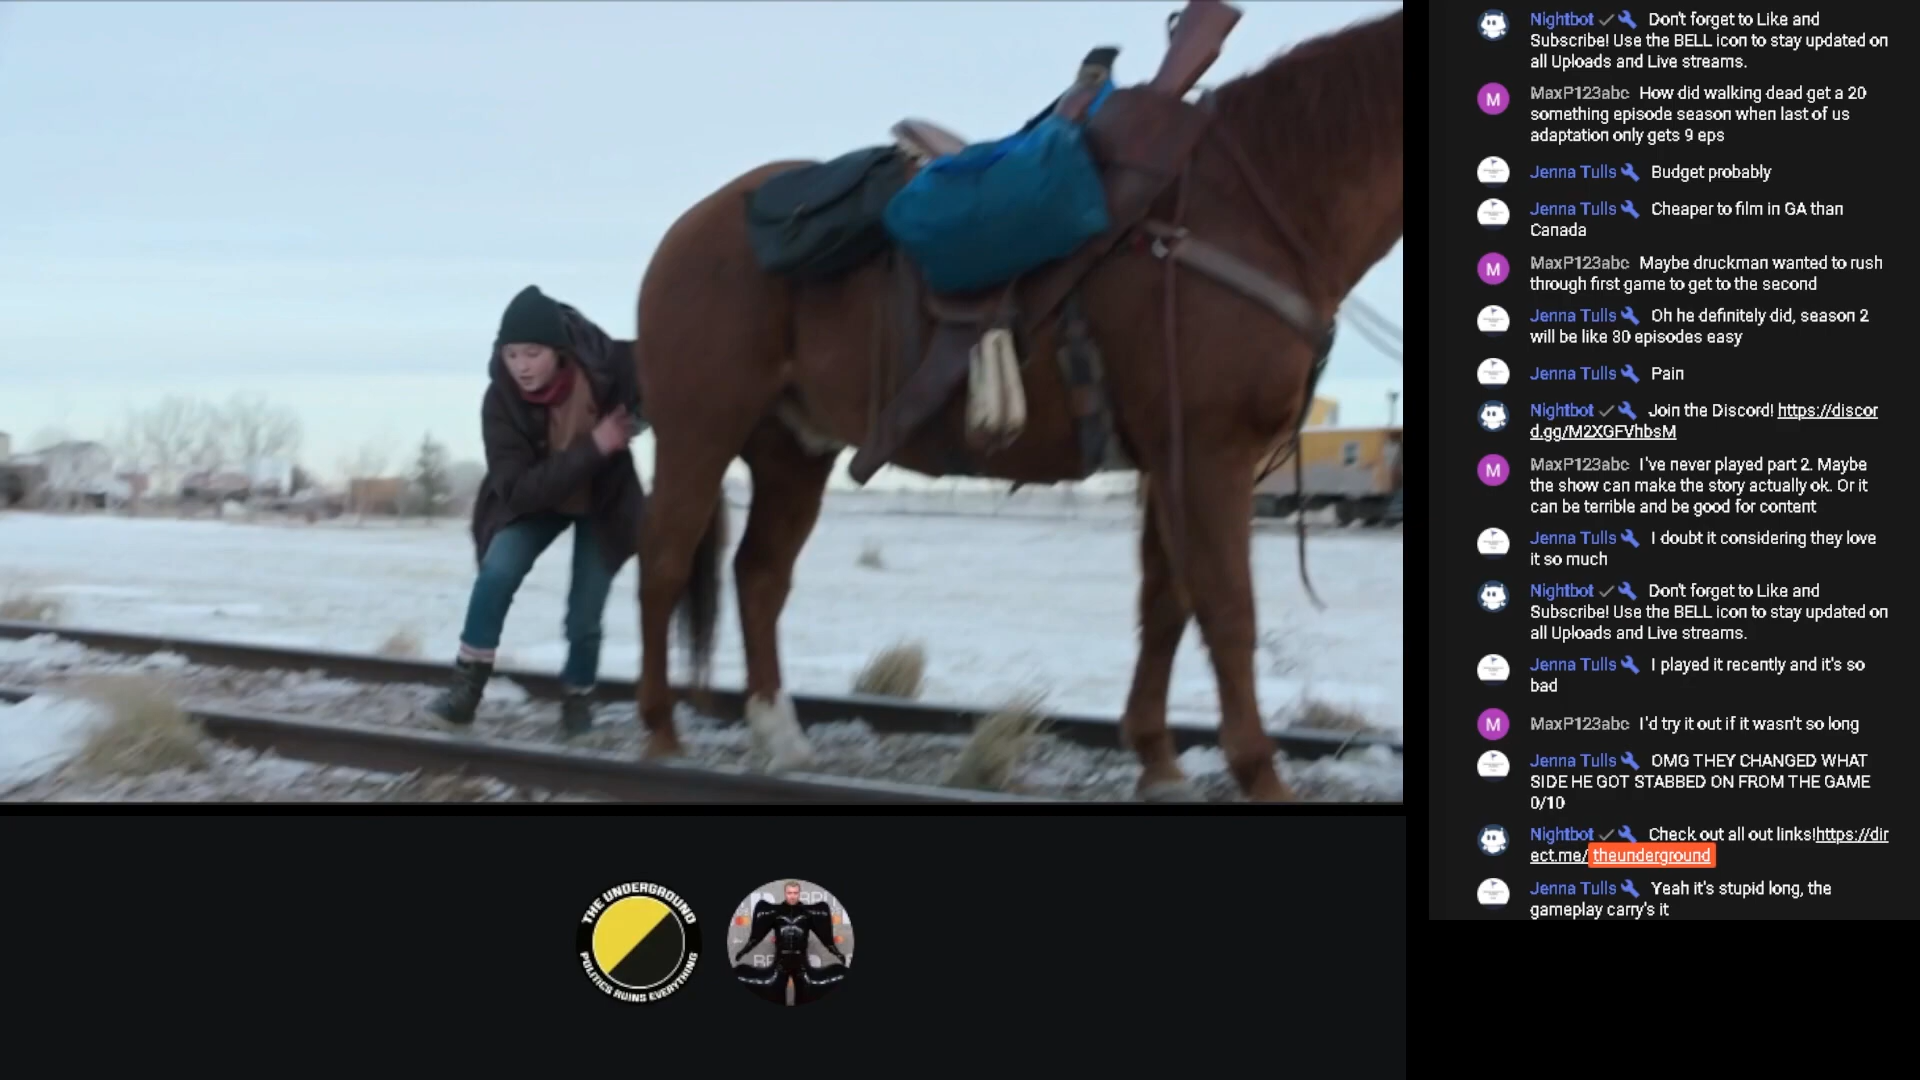 Nightbot Don't forget to Like and
Subscribe! Use the BELL icon to stay updated on
all Uploads and Live streams.
M
MaxP123abc How did walking dead get a 20
something episode season when last of us
adaptation only gets 9 eps
Jenna Tulls Budget probably
Jenna Tulls Cheaper to film in GA than
Canada
M
MaxP123abc Maybe druckman wanted to rush
through first game to get to the second
Jenna Tulls Oh he definitely did, season 2
will be like 30 episodes easy
Jenna Tulls Pain
Nightbot Join the Discord! https://discor
d.gg/M2XGFVhbsM
M
MaxP123abc I've never played part 2. Maybe
the show can make the story actually ok. Or it
can be terrible and be good for content
Jenna Tulls I doubt it considering they love
it so much
Nightbot Don't forget to Like and
Subscribe! Use the BELL icon to stay updated on
all Uploads and Live streams.
Jenna Tulls I played it recently and it's so
bad
M
MaxP123abc I'd try it out if it wasn't so long
Jenna Tulls OMG THEY CHANGED WHAT
SIDE HE GOT STABBED ON FROM THE GAME
0/10
Nightbot Check out all out links!https://dir
ect.me/theunderground
Jenna Tulls Yeah it's stupid long, the
gameplay carry's it
THE UNDERGROUND
POLITICS RUINS EVERYTHING